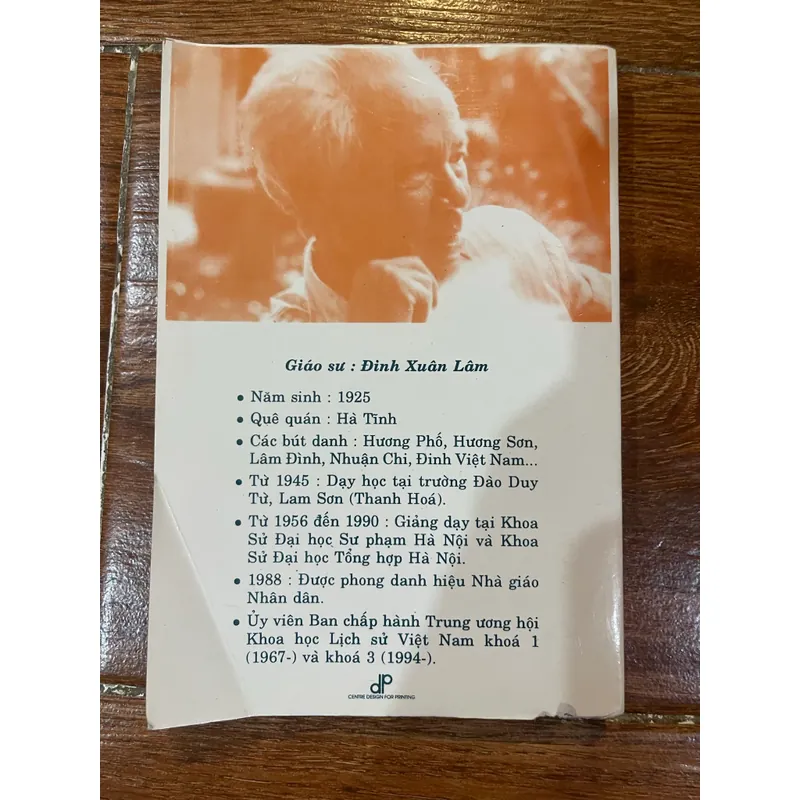 Giáo sư : Đinh Xuân Lâm
• Năm sinh : 1925
• Quê quán : Hà Tĩnh
• Các bút danh : Hương Phố, Hương Sơn,
Lâm Đình, Nhuận Chi, Đinh Việt Nam...
• Từ 1945 : Dạy học tại trường Đào Duy
Từ, Lam Sơn (Thanh Hoá).
• Từ 1956 đến 1990 : Giảng dạy tại Khoa
Sử Đại học Sư phạm Hà Nội và Khoa
Sử Đại học Tổng hợp Hà Nội.
• 1988 : Được phong danh hiệu Nhà giáo
Nhân dân.
• Ủy viên Ban chấp hành Trung ương hội
Khoa học Lịch sử Việt Nam khoá 1
(1967-) và khoá 3 (1994-).
dp
CENTRE DESIGN FOR PRINTING